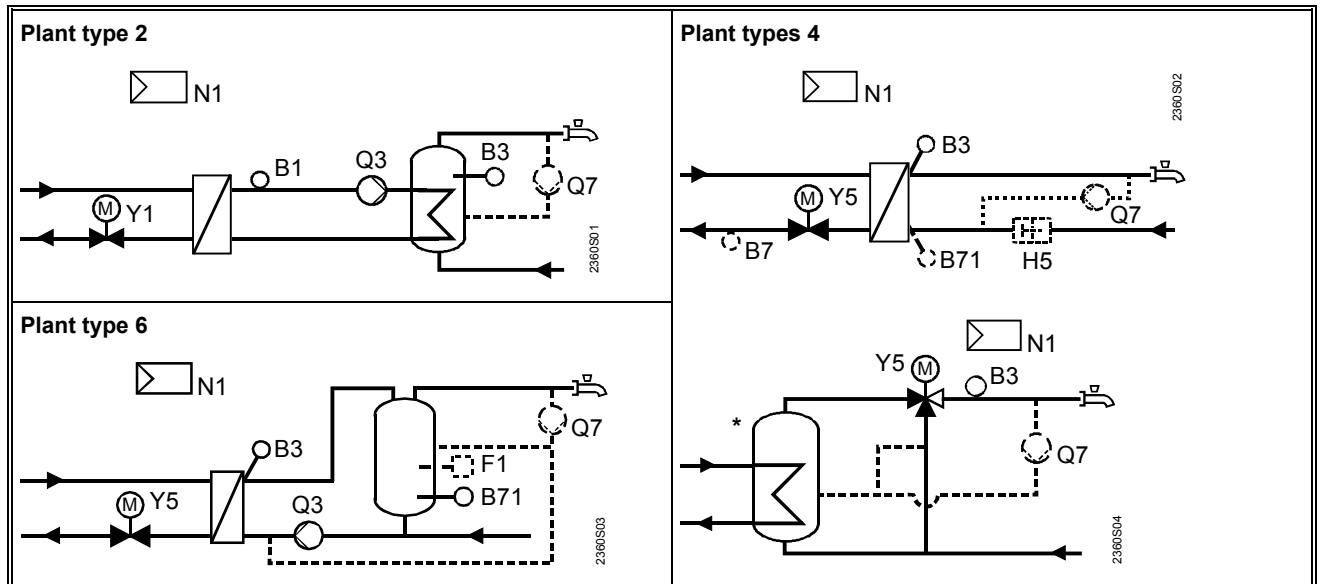 Plant type 2
N1
B1
Q3
B3
Q7
M
Y1
2360S01
Plant types 4
N1
2360S02
B3
M
Y5
Q7
B7
B71
H5
Plant type 6
N1
B3
Q7
F1
B71
M
Y5
Q3
2360S03
N1
Y5
M
B3
*
Q7
2360S04